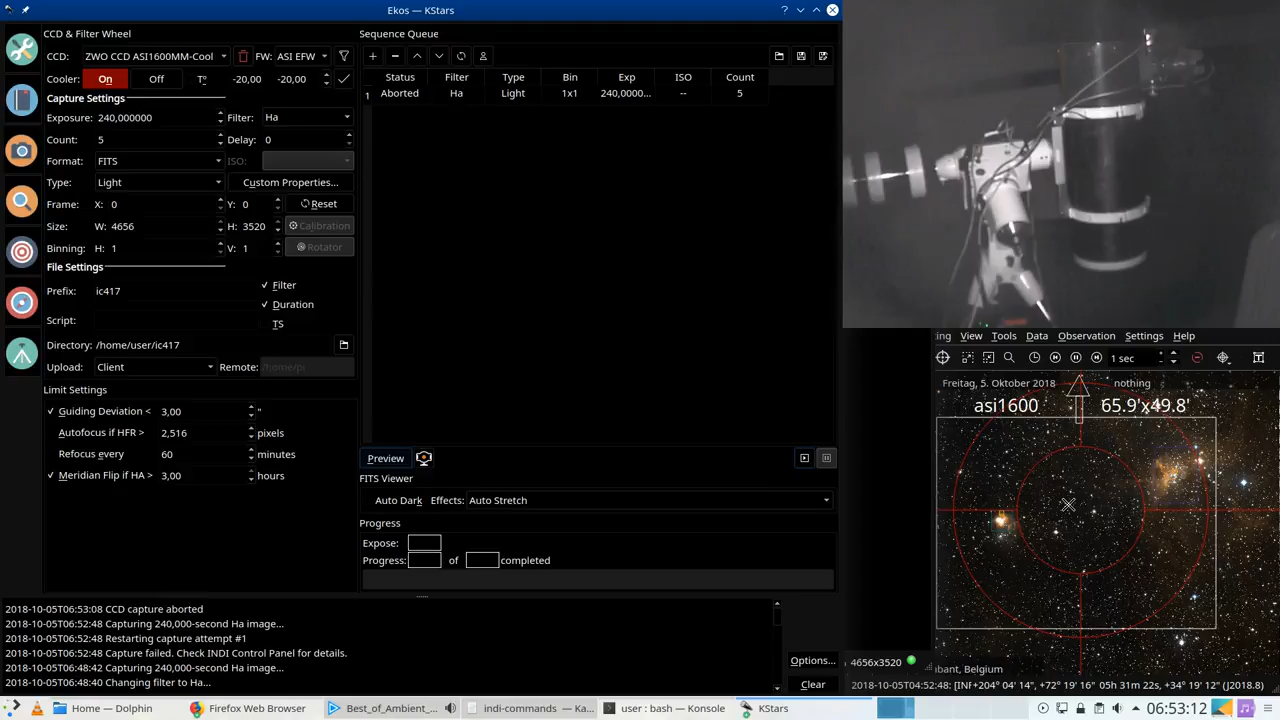 Ekos — KStars
CCD & Filter Wheel
CCD: ZWO CCD ASI1600MM-Cool FW: ASI EFW
Cooler: On Off T° -20,00 -20,00
Capture Settings
Exposure: 240,000000 Filter: Ha
Count: 5 Delay: 0
Format: FITS ISO:
Type: Light Custom Properties...
Frame: X: 0 Y: 0 Reset
Size: W: 4656 H: 3520 Calibration
Binning: H: 1 V: 1 Rotator
File Settings
Prefix: ic417 ✓ Filter
✓ Duration
Script: TS
Directory: /home/user/ic417
Upload: Client Remote: /home/pi
Limit Settings
✓ Guiding Deviation < 3,00 "
Autofocus if HFR > 2,516 pixels
Refocus every 60 minutes
✓ Meridian Flip if HA > 3,00 hours
Sequence Queue
Status Filter Type Bin Exp ISO Count
1 Aborted Ha Light 1x1 240,0000... -- 5
Preview
FITS Viewer
Auto Dark Effects: Auto Stretch
Progress
Expose:
Progress: of completed
2018-10-05T06:53:08 CCD capture aborted
2018-10-05T06:52:48 Capturing 240,000-second Ha image...
2018-10-05T06:52:48 Restarting capture attempt #1
2018-10-05T06:52:48 Capture failed. Check INDI Control Panel for details.
2018-10-05T06:48:42 Capturing 240,000-second Ha image...
2018-10-05T06:48:40 Changing filter to Ha...
Options...
Clear
ing View Tools Data Observation Settings Help
1 sec
Freitag, 5. Oktober 2018 nothing
asi1600 65.9'x49.8'
4656x3520
abant, Belgium
2018-10-05T04:52:48: [INF +204° 04' 14", +72° 19' 16" 05h 31m 22s, +34° 19' 12" (J2018.8)
Home — Dolphin Firefox Web Browser Best_of_Ambient_... indi-commands — Ka... user : bash — Konsole KStars 06:53:12